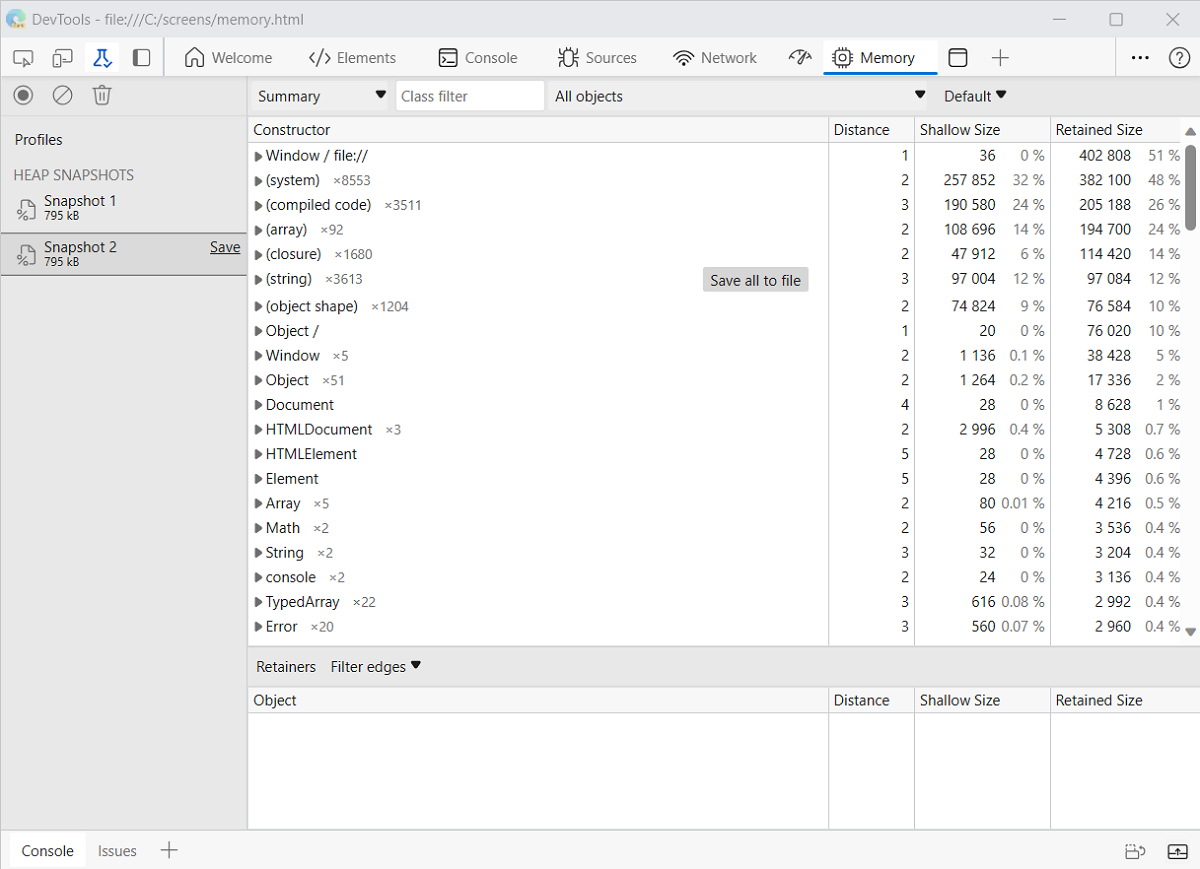 DevTools - file:///C:/screens/memory.html
Welcome Elements Console Sources Network Memory
Summary Class filter All objects Default
Profiles
HEAP SNAPSHOTS
Snapshot 1
795 kB
Snapshot 2 Save
795 kB
Constructor Distance Shallow Size Retained Size
Window / file:// 1 36 0 % 402 808 51 %
(system) ×8553 2 257 852 32 % 382 100 48 %
(compiled code) ×3511 3 190 580 24 % 205 188 26 %
(array) ×92 2 108 696 14 % 194 700 24 %
(closure) ×1680 2 47 912 6 % 114 420 14 %
(string) ×3613 3 97 004 12 % 97 084 12 %
Save all to file
(object shape) ×1204 2 74 824 9 % 76 584 10 %
Object / 1 20 0 % 76 020 10 %
Window ×5 2 1 136 0.1 % 38 428 5 %
Object ×51 2 1 264 0.2 % 17 336 2 %
Document 4 28 0 % 8 628 1 %
HTMLDocument ×3 2 2 996 0.4 % 5 308 0.7 %
HTMLElement 5 28 0 % 4 728 0.6 %
Element 5 28 0 % 4 396 0.6 %
Array ×5 2 80 0.01 % 4 216 0.5 %
Math ×2 2 56 0 % 3 536 0.4 %
String ×2 3 32 0 % 3 204 0.4 %
console ×2 2 24 0 % 3 136 0.4 %
TypedArray ×22 3 616 0.08 % 2 992 0.4 %
Error ×20 3 560 0.07 % 2 960 0.4 %
Retainers Filter edges
Object Distance Shallow Size Retained Size
Console Issues